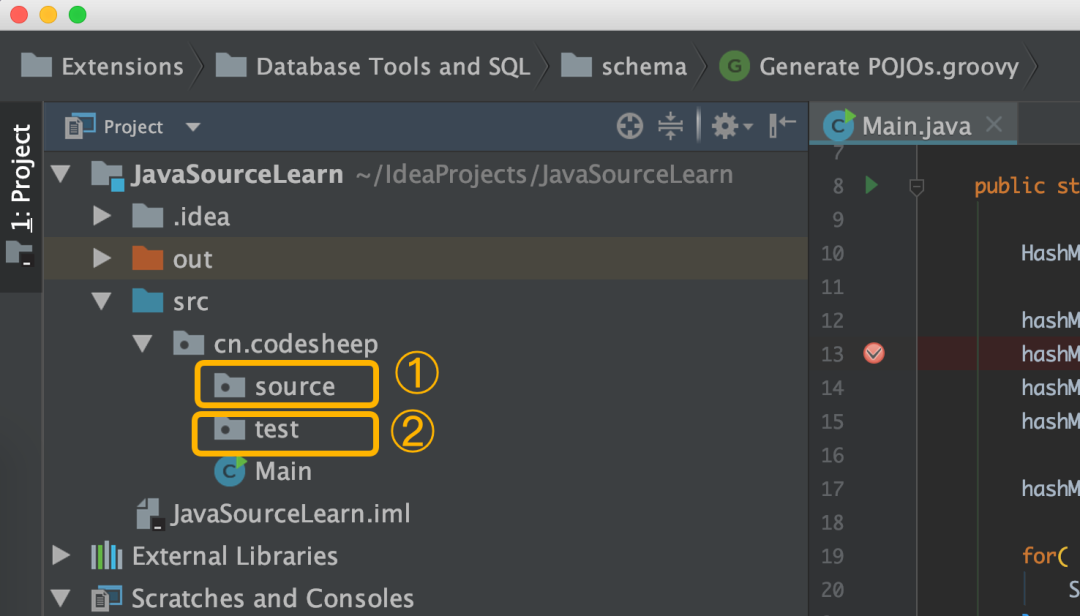 Extensions Database Tools and SQL schema G Generate POJOs.groovy
1: Project
Project
C Main.java
JavaSourceLearn ~/IdeaProjects/JavaSourceLearn
.idea
out
src
cn.codesheep
source ①
test ②
C Main
JavaSourceLearn.iml
External Libraries
Scratches and Consoles
7
8 public st
9
10 HashM
11
12 hashM
13 hashM
14 hashM
15 hashM
16
17 hashM
18
19 for(
20 S